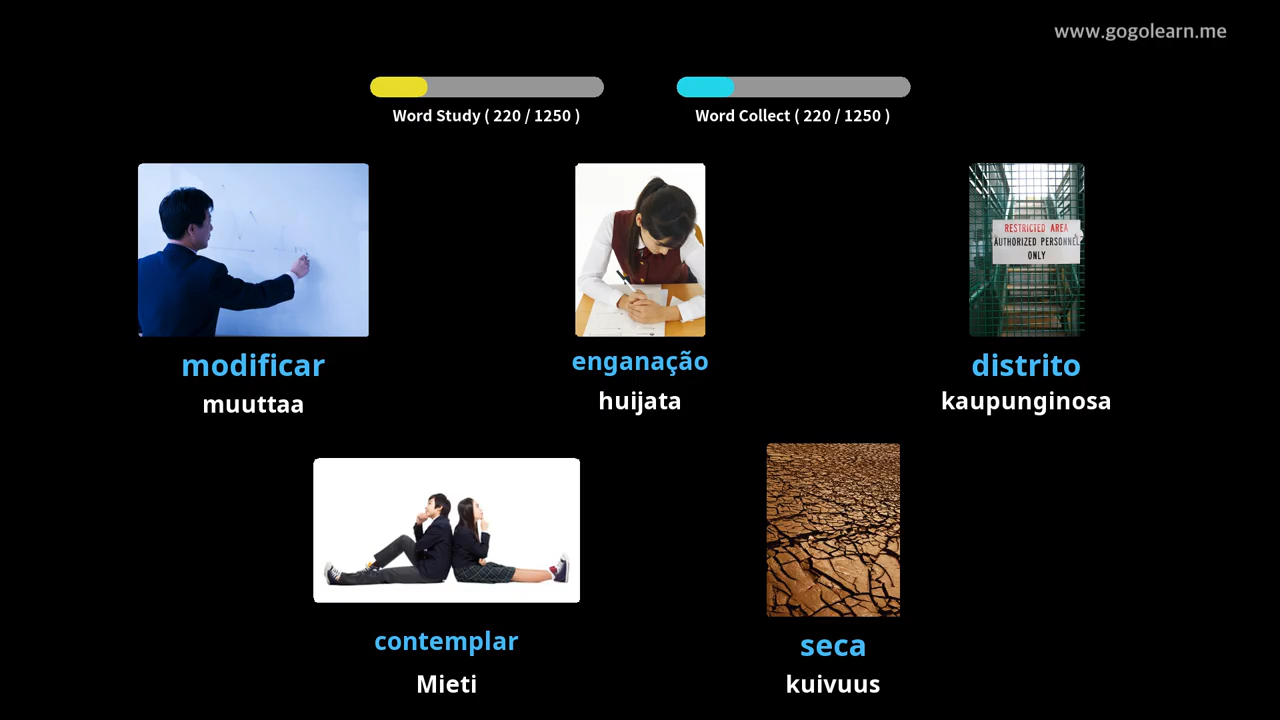 www.gogolearn.me
Word Study ( 220 / 1250 )
Word Collect ( 220 / 1250 )
RESTRICTED AREA
AUTHORIZED PERSONNEL
ONLY
modificar
muuttaa
enganação
huijata
distrito
kaupunginosa
contemplar
Mieti
seca
kuivuus